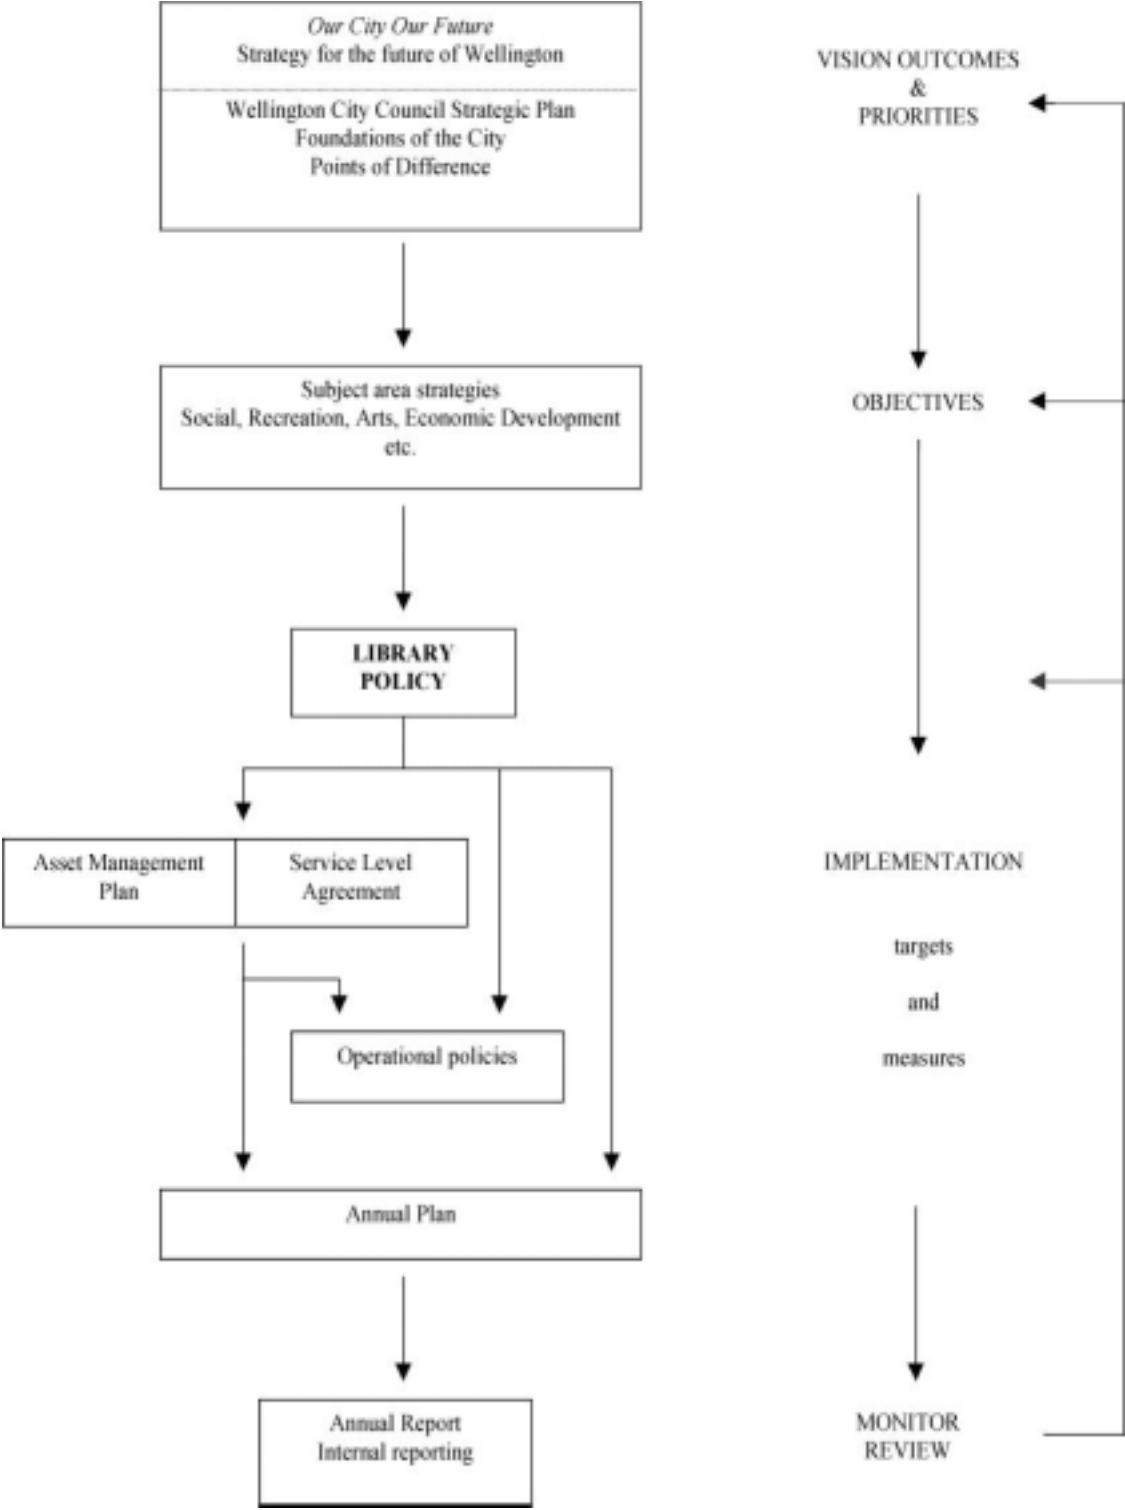 Our City Our Future
Strategy for the future of Wellington
Wellington City Council Strategic Plan
Foundations of the City
Points of Difference
VISION OUTCOMES
&
PRIORITIES
Subject area strategies
Social, Recreation, Arts, Economic Development
etc.
OBJECTIVES
LIBRARY
POLICY
Asset Management
Plan
Service Level
Agreement
IMPLEMENTATION
targets
and
measures
Operational policies
Annual Plan
Annual Report
Internal reporting
MONITOR
REVIEW